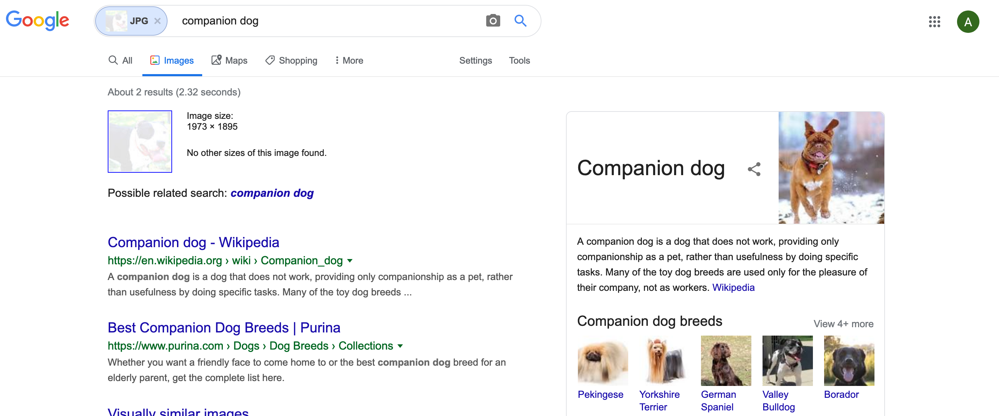 Google
JPG × companion dog
A
All Images Maps Shopping More Settings Tools
About 2 results (2.32 seconds)
Image size:
1973 × 1895
No other sizes of this image found.
Possible related search: companion dog
Companion dog - Wikipedia
https://en.wikipedia.org › wiki › Companion_dog
A companion dog is a dog that does not work, providing only companionship as a pet, rather
than usefulness by doing specific tasks. Many of the toy dog breeds ...
Best Companion Dog Breeds | Purina
https://www.purina.com › Dogs › Dog Breeds › Collections
Whether you want a friendly face to come home to or the best companion dog breed for an
elderly parent, get the complete list here.
Visually similar images
Companion dog
A companion dog is a dog that does not work, providing only
companionship as a pet, rather than usefulness by doing specific
tasks. Many of the toy dog breeds are used only for the pleasure of
their company, not as workers. Wikipedia
Companion dog breeds
View 4+ more
Pekingese
Yorkshire
Terrier
German
Spaniel
Valley
Bulldog
Borador